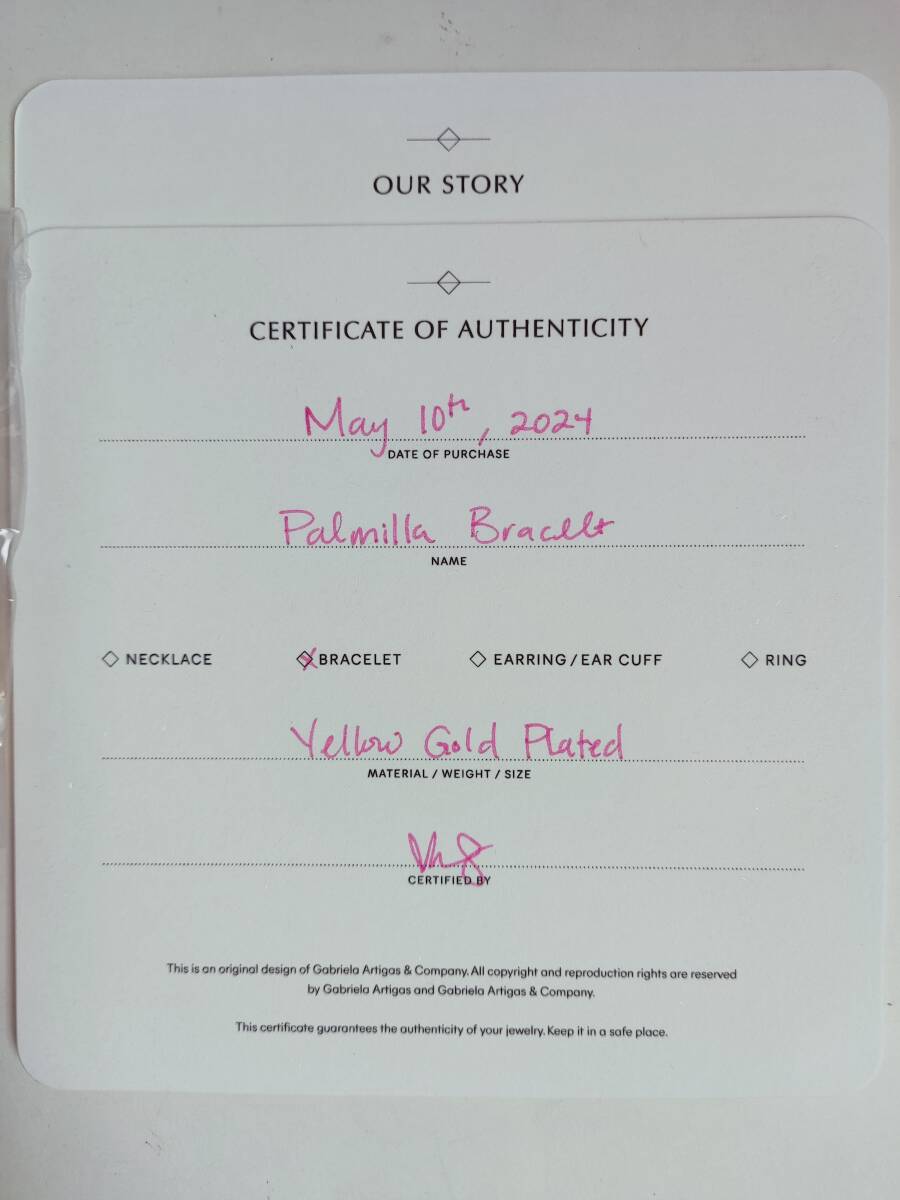 OUR STORY
CERTIFICATE OF AUTHENTICITY
May 10th, 2024
DATE OF PURCHASE
Palmilla Bracelt
NAME
NECKLACE BRACELET EARRING / EAR CUFF RING
Yellow Gold Plated
MATERIAL / WEIGHT / SIZE
CERTIFIED BY
This is an original design of Gabriela Artigas & Company. All copyright and reproduction rights are reserved
by Gabriela Artigas and Gabriela Artigas & Company.
This certificate guarantees the authenticity of your jewelry. Keep it in a safe place.